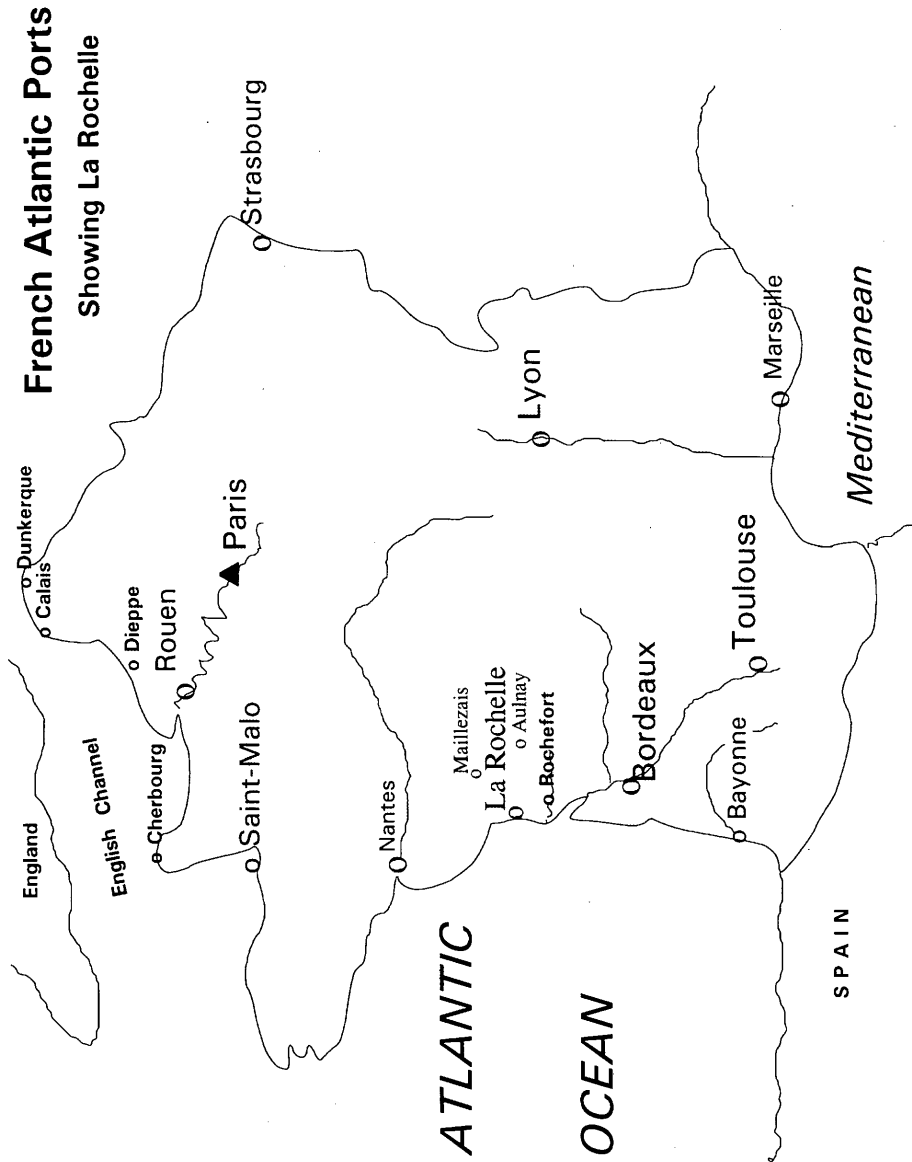 French Atlantic Ports
Showing La Rochelle
England
English Channel
Dunkerque
Calais
Dieppe
Rouen
Cherbourg
Paris
Strasbourg
Saint-Malo
Nantes
ATLANTIC
OCEAN
Maillezais
La Rochelle
Aulnay
Rochefort
Lyon
Bordeaux
Bayonne
Toulouse
Marseille
Mediterranean
SPAIN